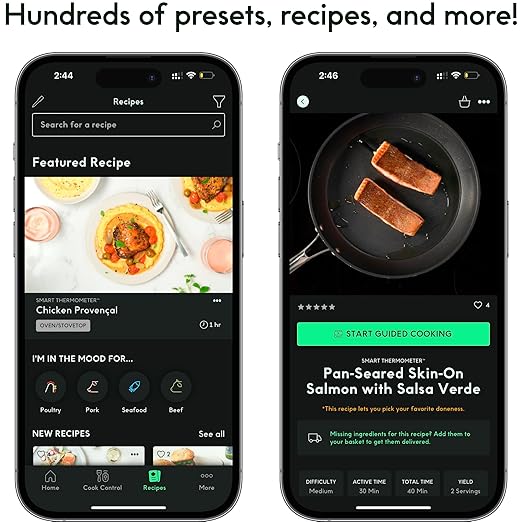 Hundreds of presets, recipes, and more!
2:44
Recipes
Search for a recipe
Featured Recipe
SMART THERMOMETER™
Chicken Provençal
OVEN/STOVETOP
1 hr
I'M IN THE MOOD FOR...
Poultry
Pork
Seafood
Beef
NEW RECIPES
See all
2
Home
Cook Control
Recipes
More
2:46
4
START GUIDED COOKING
SMART THERMOMETER™
Pan-Seared Skin-On
Salmon with Salsa Verde
*This recipe lets you pick your favorite doneness.
Missing ingredients for this recipe? Add them to
your basket to get them delivered.
DIFFICULTY
Medium
ACTIVE TIME
30 Min
TOTAL TIME
40 Min
YIELD
2 Servings